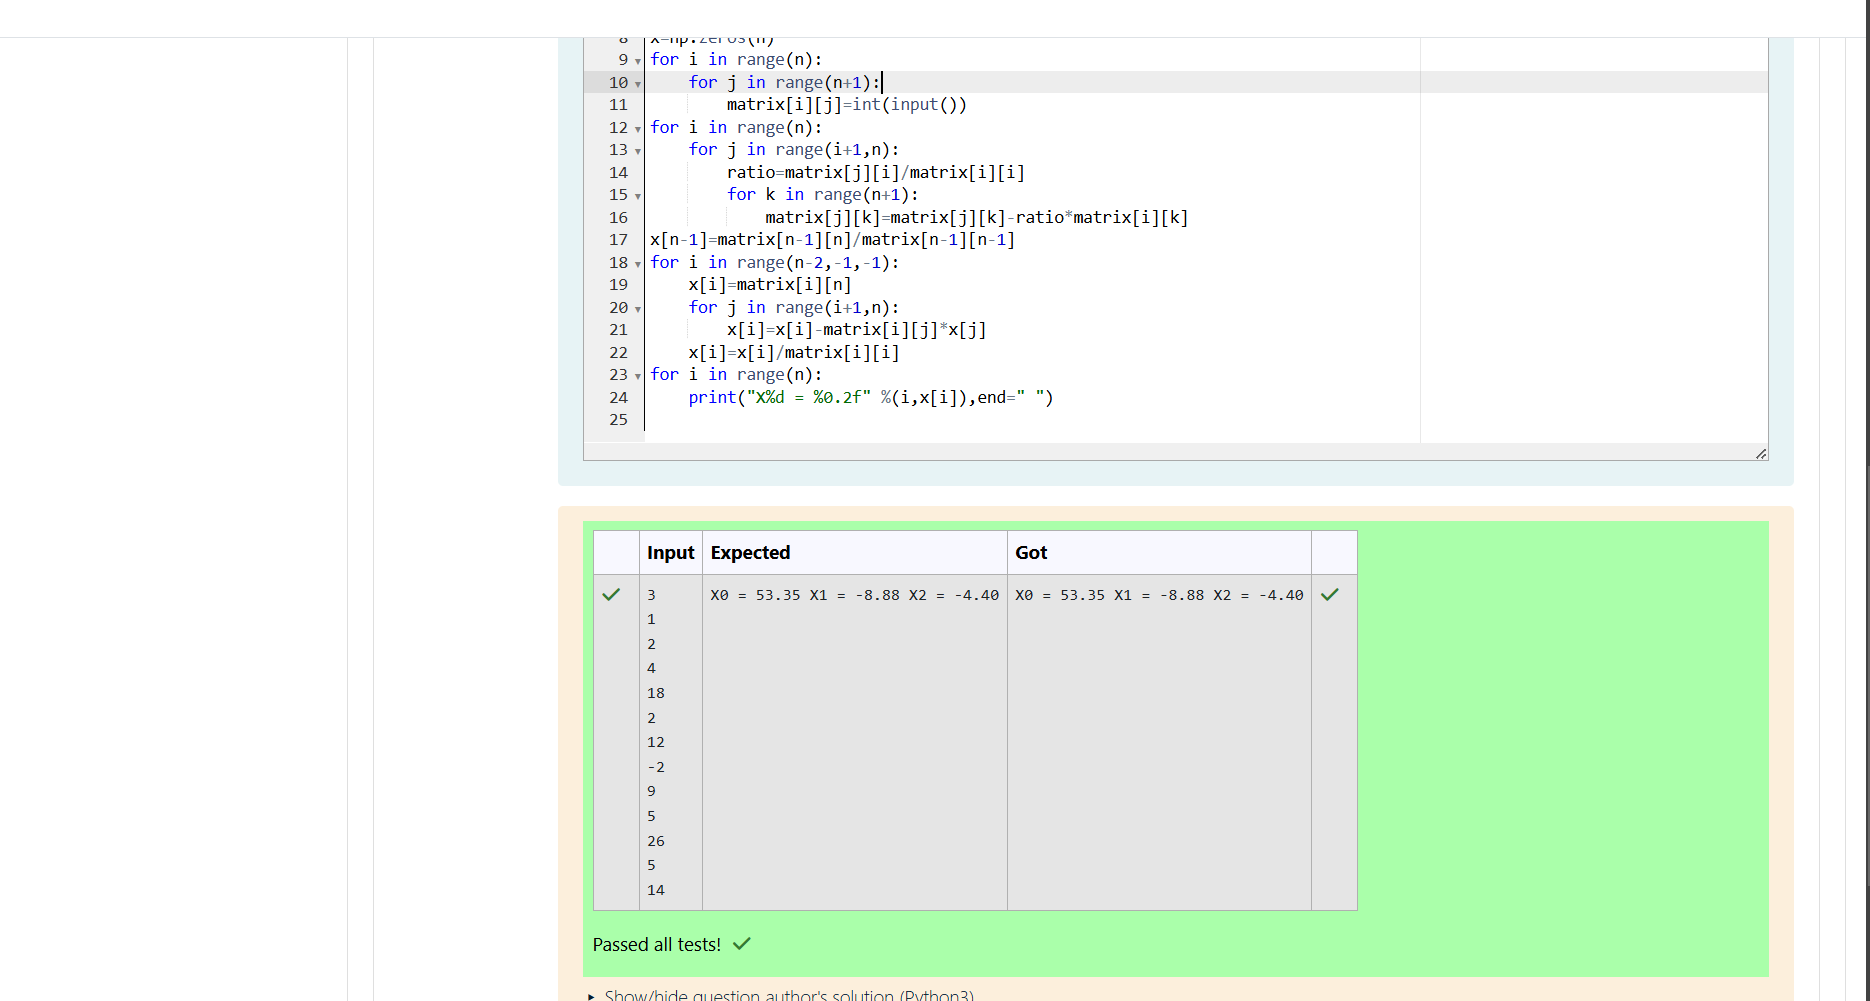 8 x=np.zeros(n)
9 for i in range(n):
10     for j in range(n+1):
11         matrix[i][j]=int(input())
12 for i in range(n):
13     for j in range(i+1,n):
14         ratio=matrix[j][i]/matrix[i][i]
15         for k in range(n+1):
16             matrix[j][k]=matrix[j][k]-ratio*matrix[i][k]
17 x[n-1]=matrix[n-1][n]/matrix[n-1][n-1]
18 for i in range(n-2,-1,-1):
19     x[i]=matrix[i][n]
20     for j in range(i+1,n):
21         x[i]=x[i]-matrix[i][j]*x[j]
22     x[i]=x[i]/matrix[i][i]
23 for i in range(n):
24     print("X%d = %0.2f" %(i,x[i]),end=" ")
25
Input Expected Got
3 X0 = 53.35 X1 = -8.88 X2 = -4.40 X0 = 53.35 X1 = -8.88 X2 = -4.40
1
2
4
18
2
12
-2
9
5
26
5
14
Passed all tests!
Show/hide question author's solution (Python3)